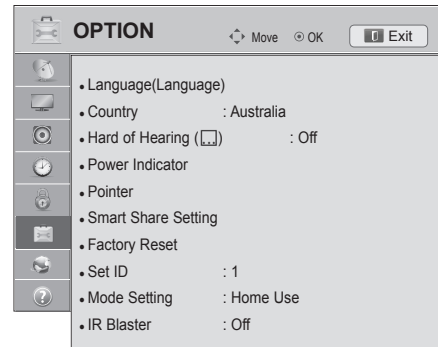 OPTION
Move OK Exit
• Language(Language)
• Country : Australia
• Hard of Hearing ( ) : Off
• Power Indicator
• Pointer
• Smart Share Setting
• Factory Reset
• Set ID : 1
• Mode Setting : Home Use
• IR Blaster : Off